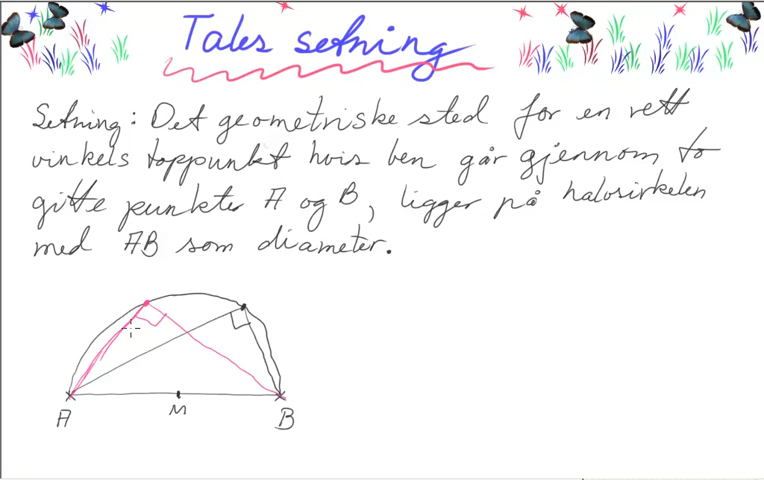 Tales setning
Setning: Det geometriske sted for en rett
vinkels toppunkt hvis ben går gjennom to
gitte punkter A og B, ligger på halvsirkelen
med AB som diameter.
A M B